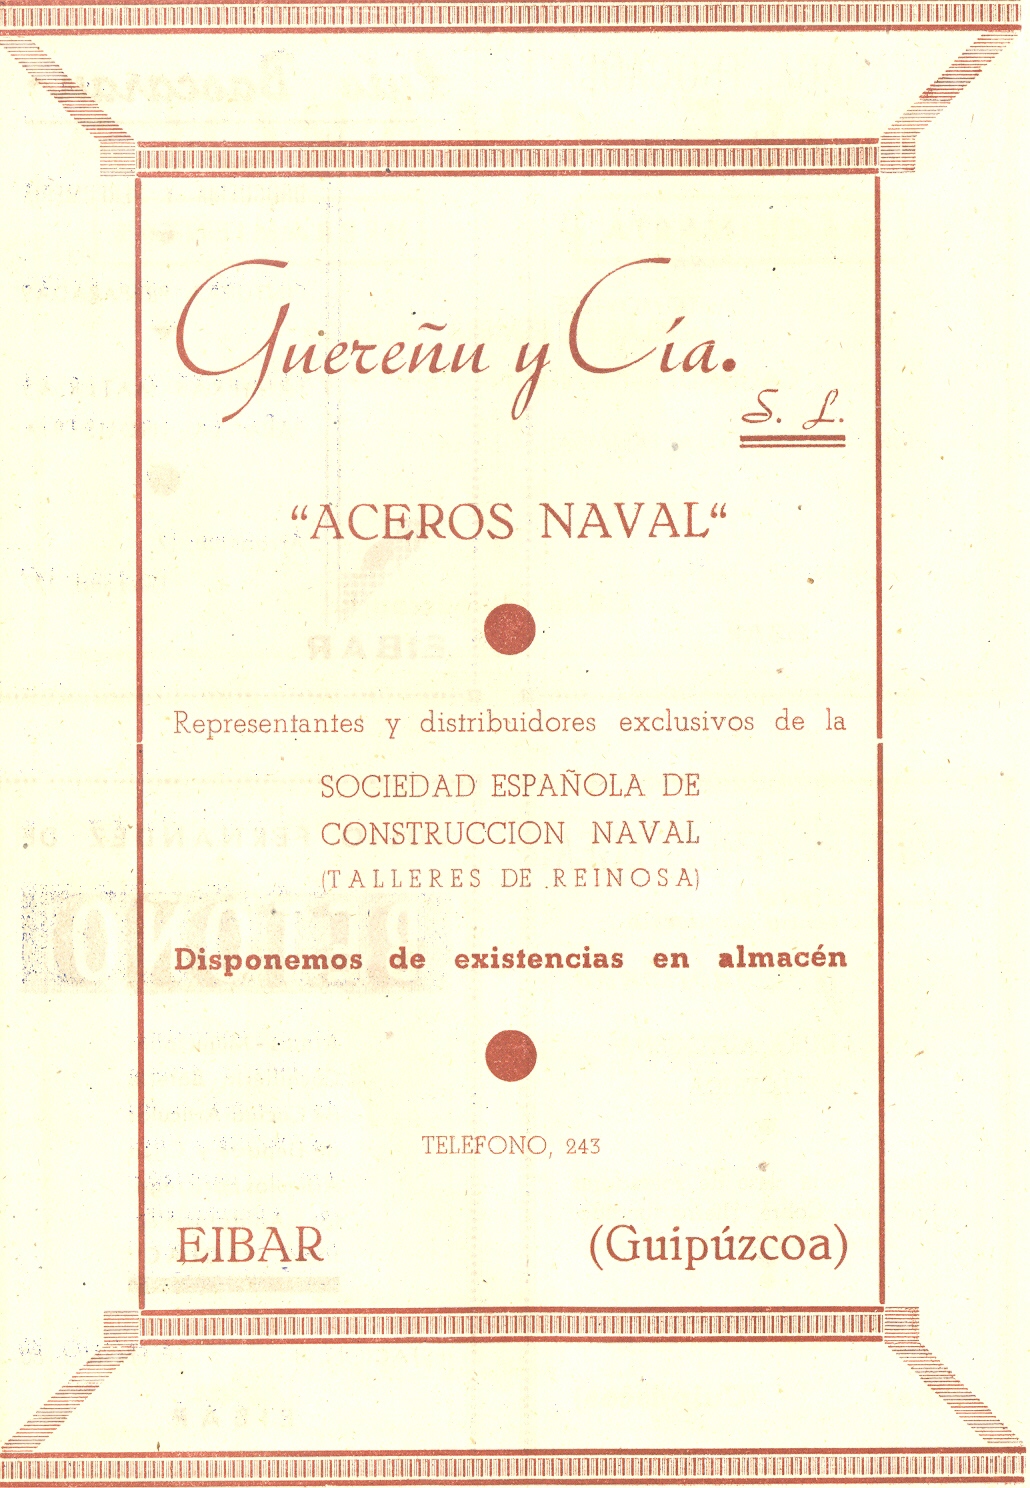 Guereñu y Cía.
S. L.
“ACEROS NAVAL“
Representantes y distribuidores exclusivos de la
SOCIEDAD ESPAÑOLA DE
CONSTRUCCION NAVAL
(TALLERES DE REINOSA)
Disponemos de existencias en almacén
TELEFONO, 243
EIBAR (Guipúzcoa)